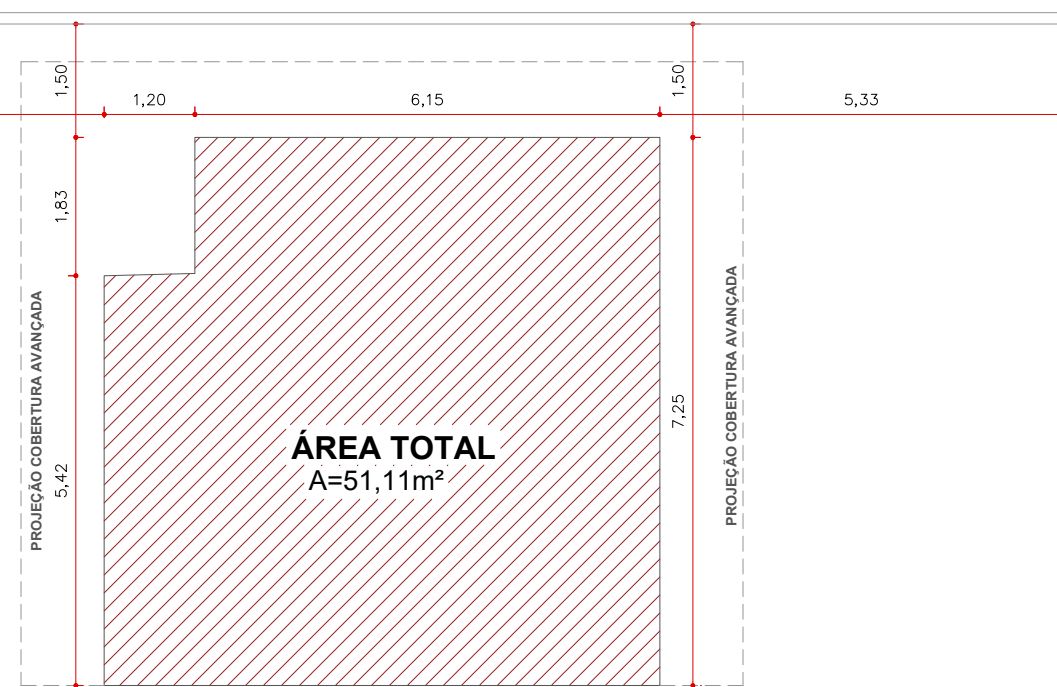 1,50
1,50
1,20
6,15
5,33
1,83
PROJEÇÃO COBERTURA AVANÇADA
PROJEÇÃO COBERTURA AVANÇADA
7,25
ÁREA TOTAL
A=51,11m²
5,42